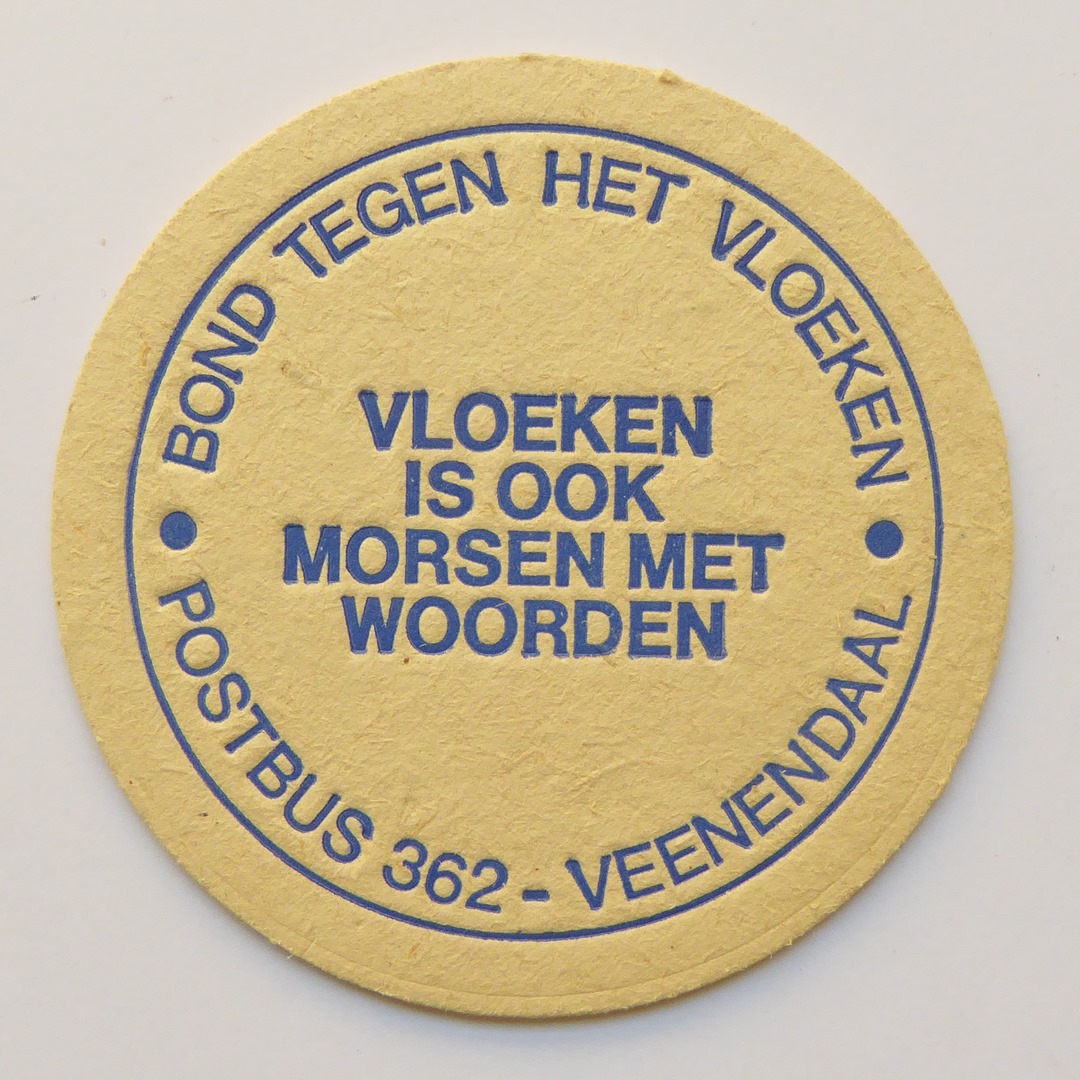 BOND TEGEN HET VLOEKEN
VLOEKEN
IS OOK
MORSEN MET
WOORDEN
POSTBUS 362 - VEENENDAAL